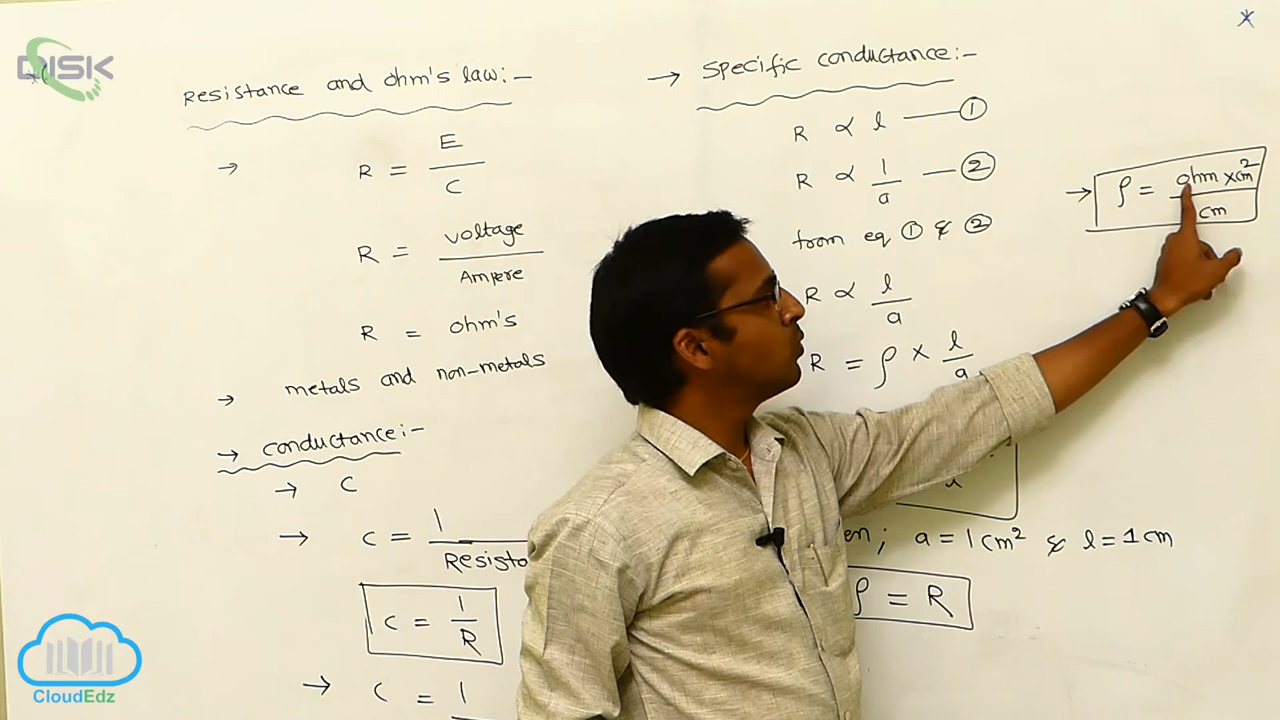 DISK
Resistance and ohm's law:-
→ R = E/C
R = voltage/Ampere
R = ohm's
→ metals and non-metals
→ conductance:-
→ C
→ C = 1/Resista
C = 1/R
→ C = 1
→ Specific conductance:-
R ∝ l —— ①
R ∝ 1/a —— ②
from eq ① & ②
R ∝ l/a
R = ρ × l/a
a = 1cm² & l = 1cm
ρ = R
→ ρ = ohm × cm²/cm
CloudEdz